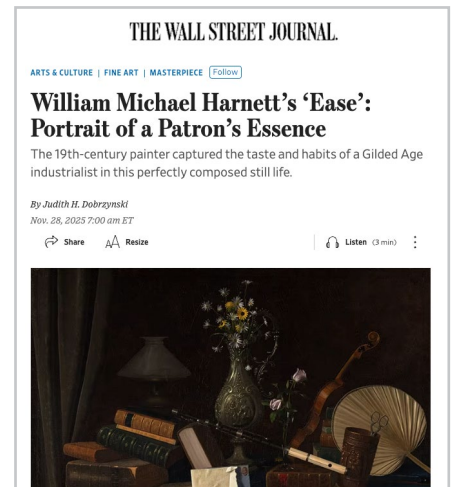 THE WALL STREET JOURNAL.
ARTS & CULTURE | FINE ART | MASTERPIECE Follow
William Michael Harnett’s ‘Ease’:
Portrait of a Patron’s Essence
The 19th-century painter captured the taste and habits of a Gilded Age
industrialist in this perfectly composed still life.
By Judith H. Dobrzynski
Nov. 28, 2025 7:00 am ET
Share AA Resize Listen (3 min)